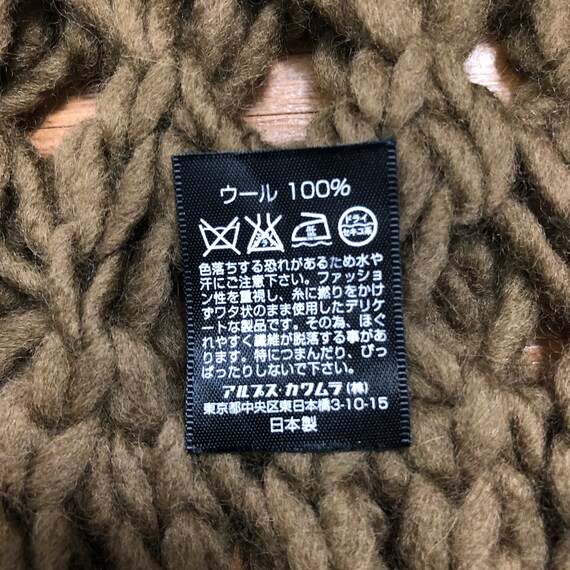 ウール 100%
エンソサラシ
低
ドライ
セキユ系
色落ちする恐れがあるため水や
汗にご注意下さい。ファッショ
ン性を重視し、糸に撚りをかけ
ずワタ状のまま使用したデリケ
ートな製品です。その為、ほぐ
れやすく繊維が脱落する事があ
ります。特につまんだり、ひっ
ぱったりしないで下さい。
アルプス・カワムラ(株)
東京都中央区東日本橋3-10-15
日本製